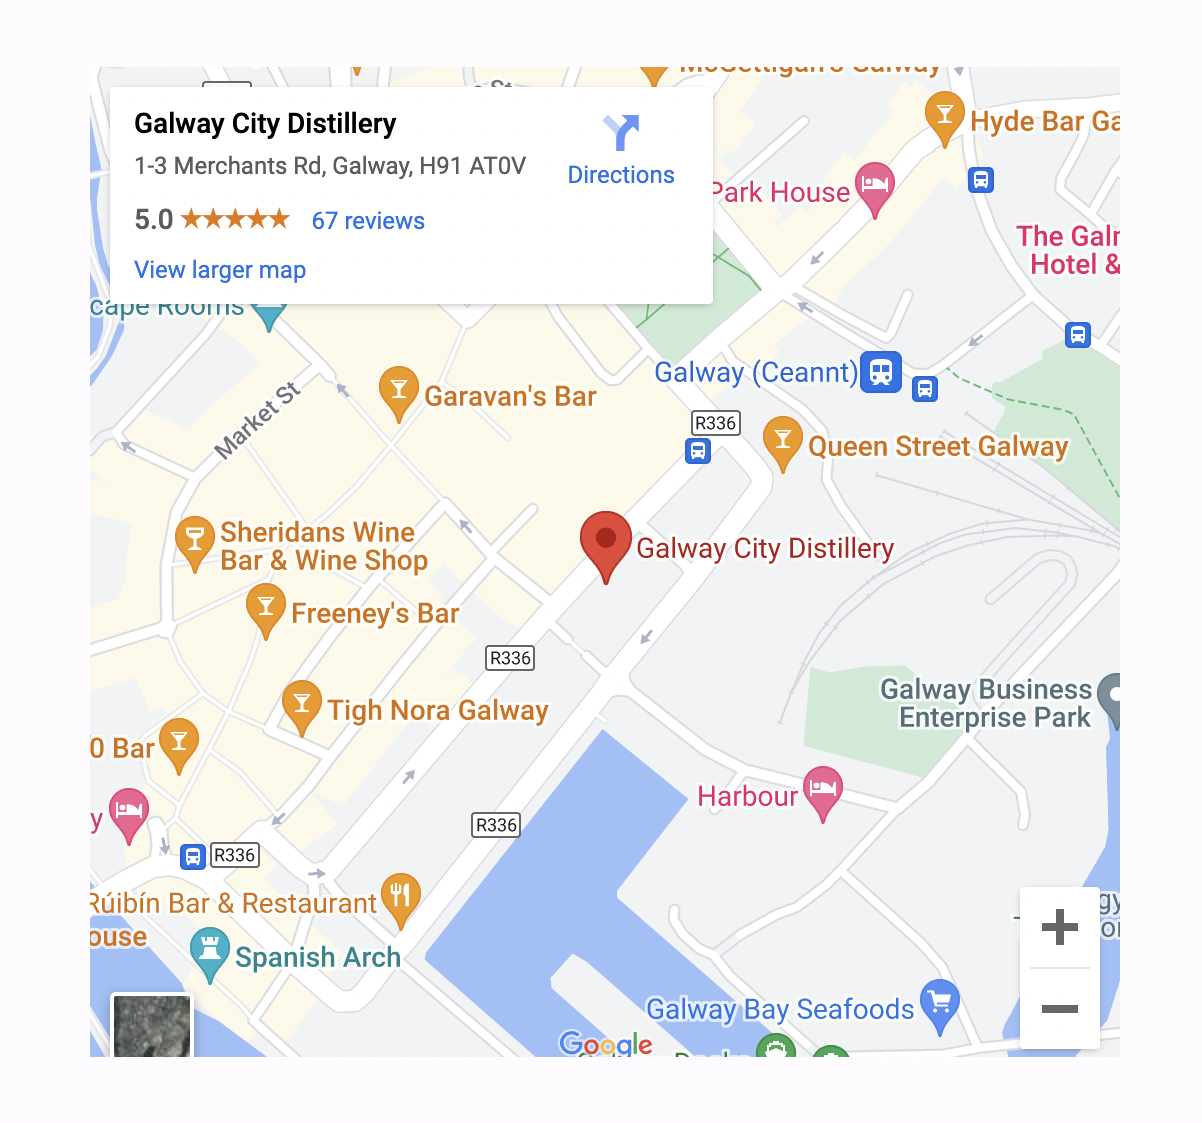 McGettigan's Galway
Galway City Distillery
1-3 Merchants Rd, Galway, H91 AT0V
5.0
67 reviews
View larger map
Directions
Hyde Bar Ga
Park House
The Galm
Hotel &
cape Rooms
Market St
Garavan's Bar
Galway (Ceannt)
R336
Queen Street Galway
Sheridans Wine
Bar & Wine Shop
Galway City Distillery
Freeney's Bar
R336
Tigh Nora Galway
Galway Business
Enterprise Park
0 Bar
Harbour
y
R336
R336
Rúibín Bar & Restaurant
ouse
Spanish Arch
Galway Bay Seafoods
Google